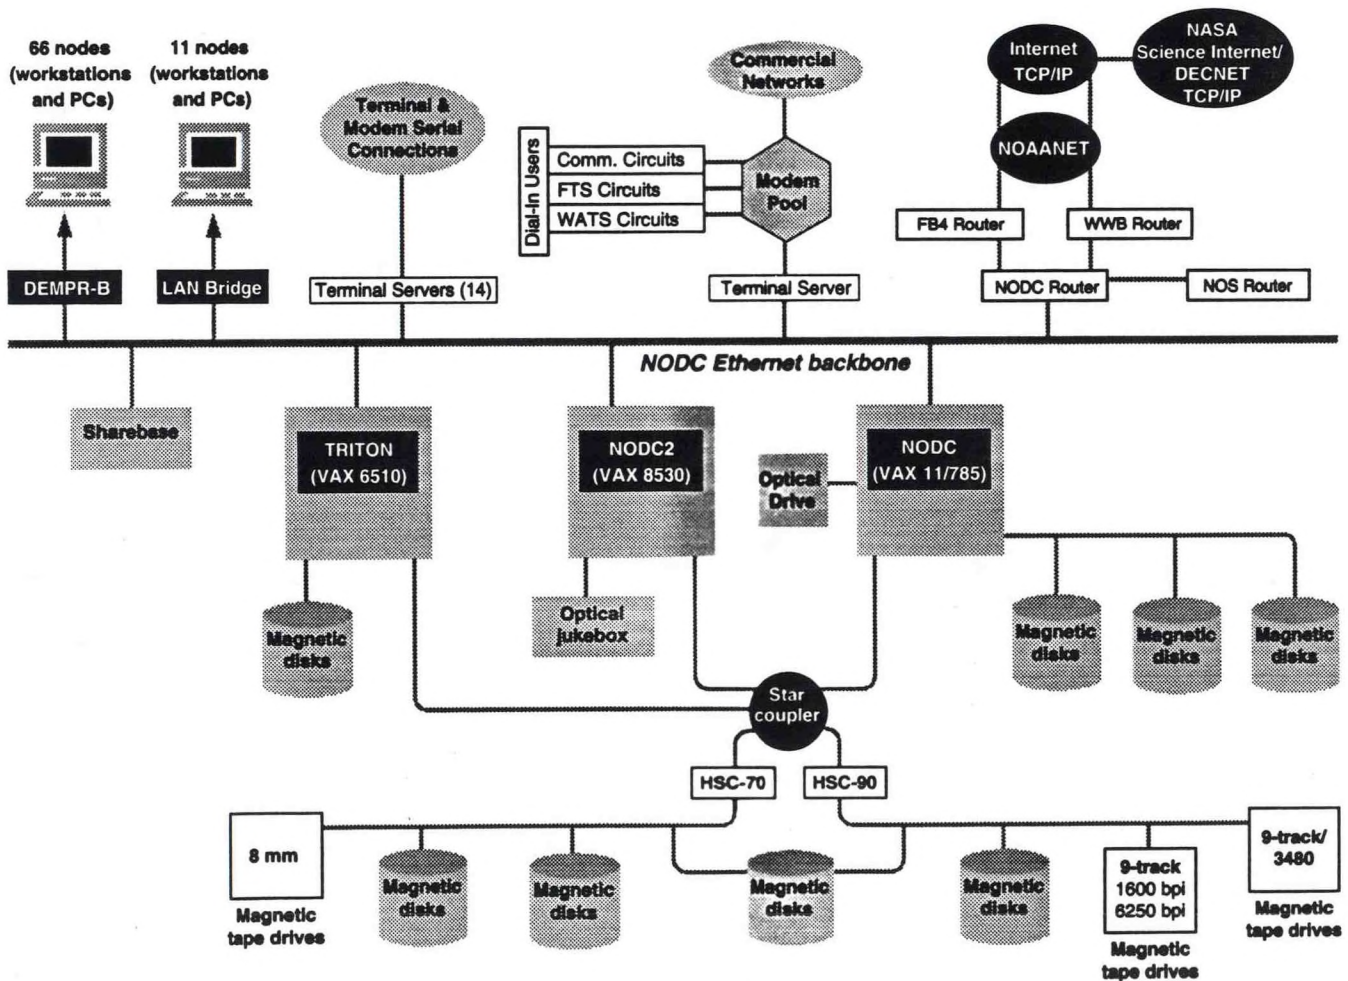 66 nodes
(workstations
and PCs)
11 nodes
(workstations
and PCs)
Terminal &
Modem Serial
Connections
Commercial
Networks
Dial-In Users
Comm. Circuits
FTS Circuits
WATS Circuits
Modem
Pool
Internet
TCP/IP
NASA
Science Internet/
DECNET
TCP/IP
NOAANET
FB4 Router
WWB Router
DEMPR-B
LAN Bridge
Terminal Servers (14)
Terminal Server
NODC Router
NOS Router
NODC Ethernet backbone
Sharebase
TRITON
(VAX 6510)
NODC2
(VAX 8530)
Optical
Drive
NODC
(VAX 11/785)
Magnetic
disks
Optical
jukebox
Magnetic
disks
Magnetic
disks
Magnetic
disks
Star
coupler
HSC-70
HSC-90
8 mm
Magnetic
tape drives
Magnetic
disks
Magnetic
disks
Magnetic
disks
Magnetic
disks
9-track
1600 bpi
6250 bpi
Magnetic
tape drives
9-track/
3480
Magnetic
tape drives